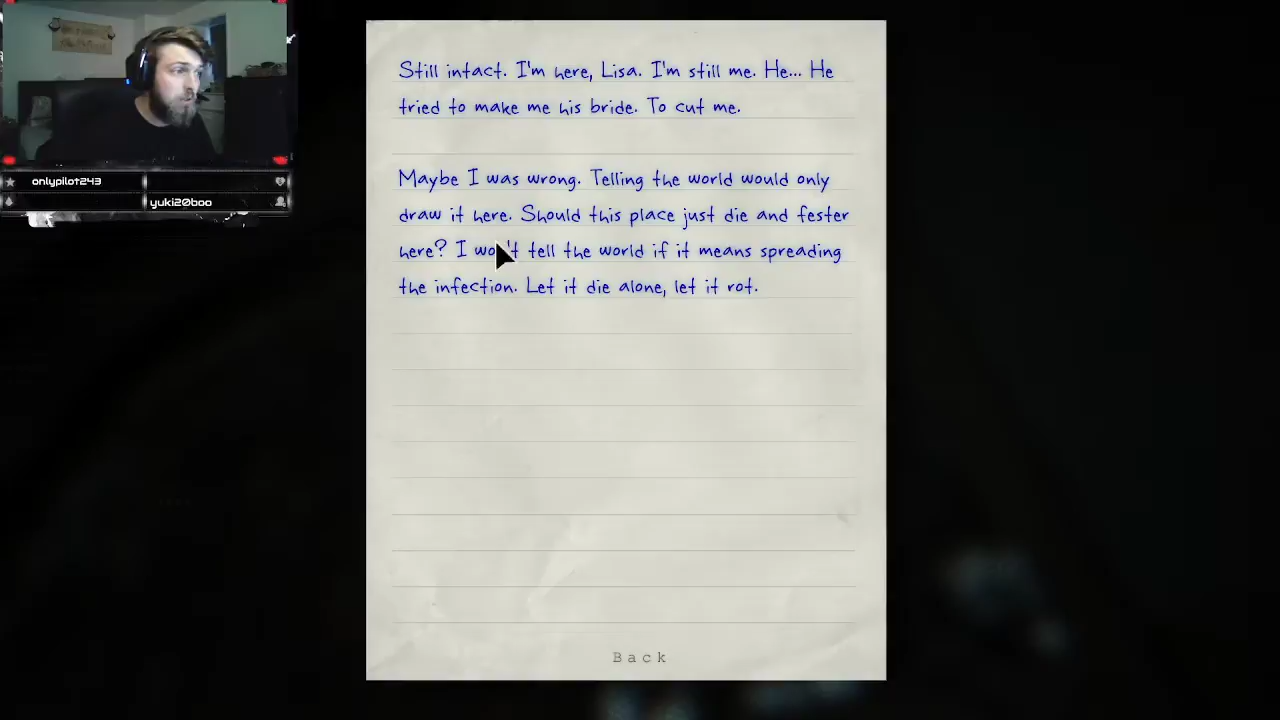 Still intact. I'm here, Lisa. I'm still me. He... He
tried to make me his bride. To cut me.
Maybe I was wrong. Telling the world would only
draw it here. Should this place just die and fester
here? I won't tell the world if it means spreading
the infection. Let it die alone, let it rot.
Back
onlypilot243
yuki20boo